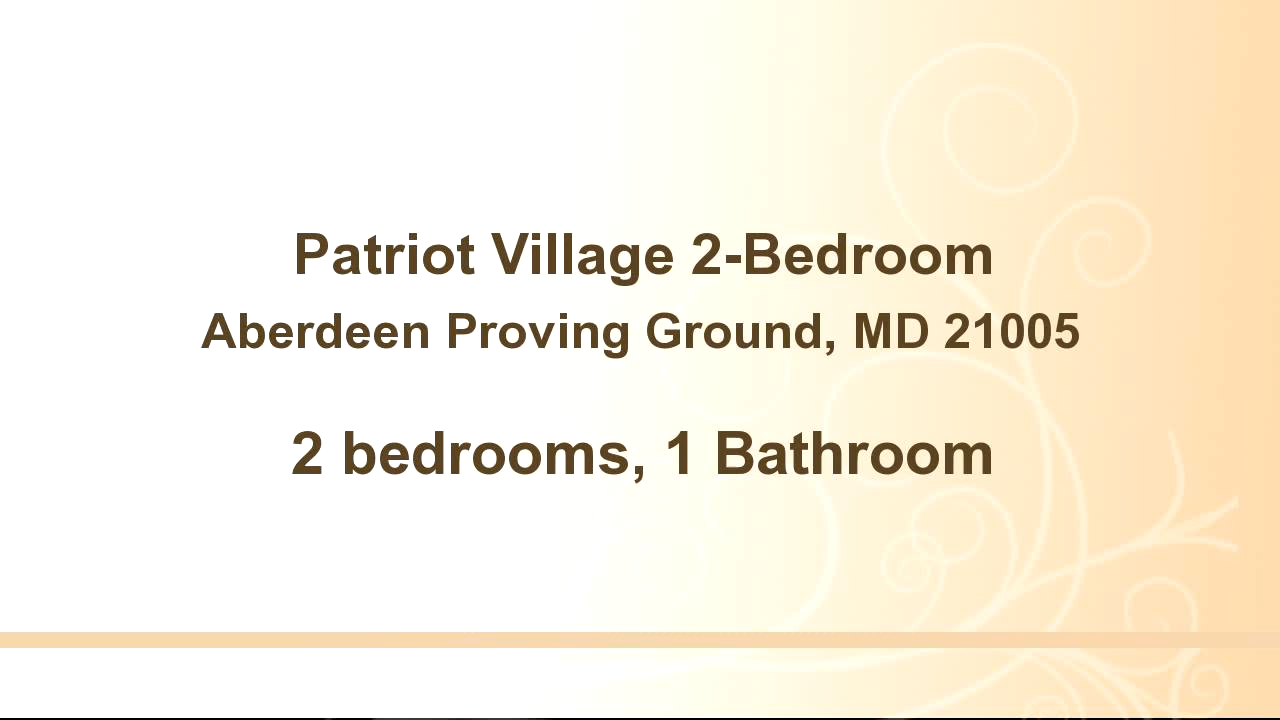 Patriot Village 2-Bedroom
Aberdeen Proving Ground, MD 21005
2 bedrooms, 1 Bathroom